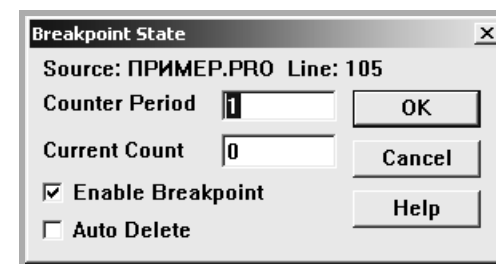 Breakpoint State
Source: ПРИМЕР.PRO Line: 105
Counter Period 1 OK
Current Count 0 Cancel
Enable Breakpoint
Help
Auto Delete